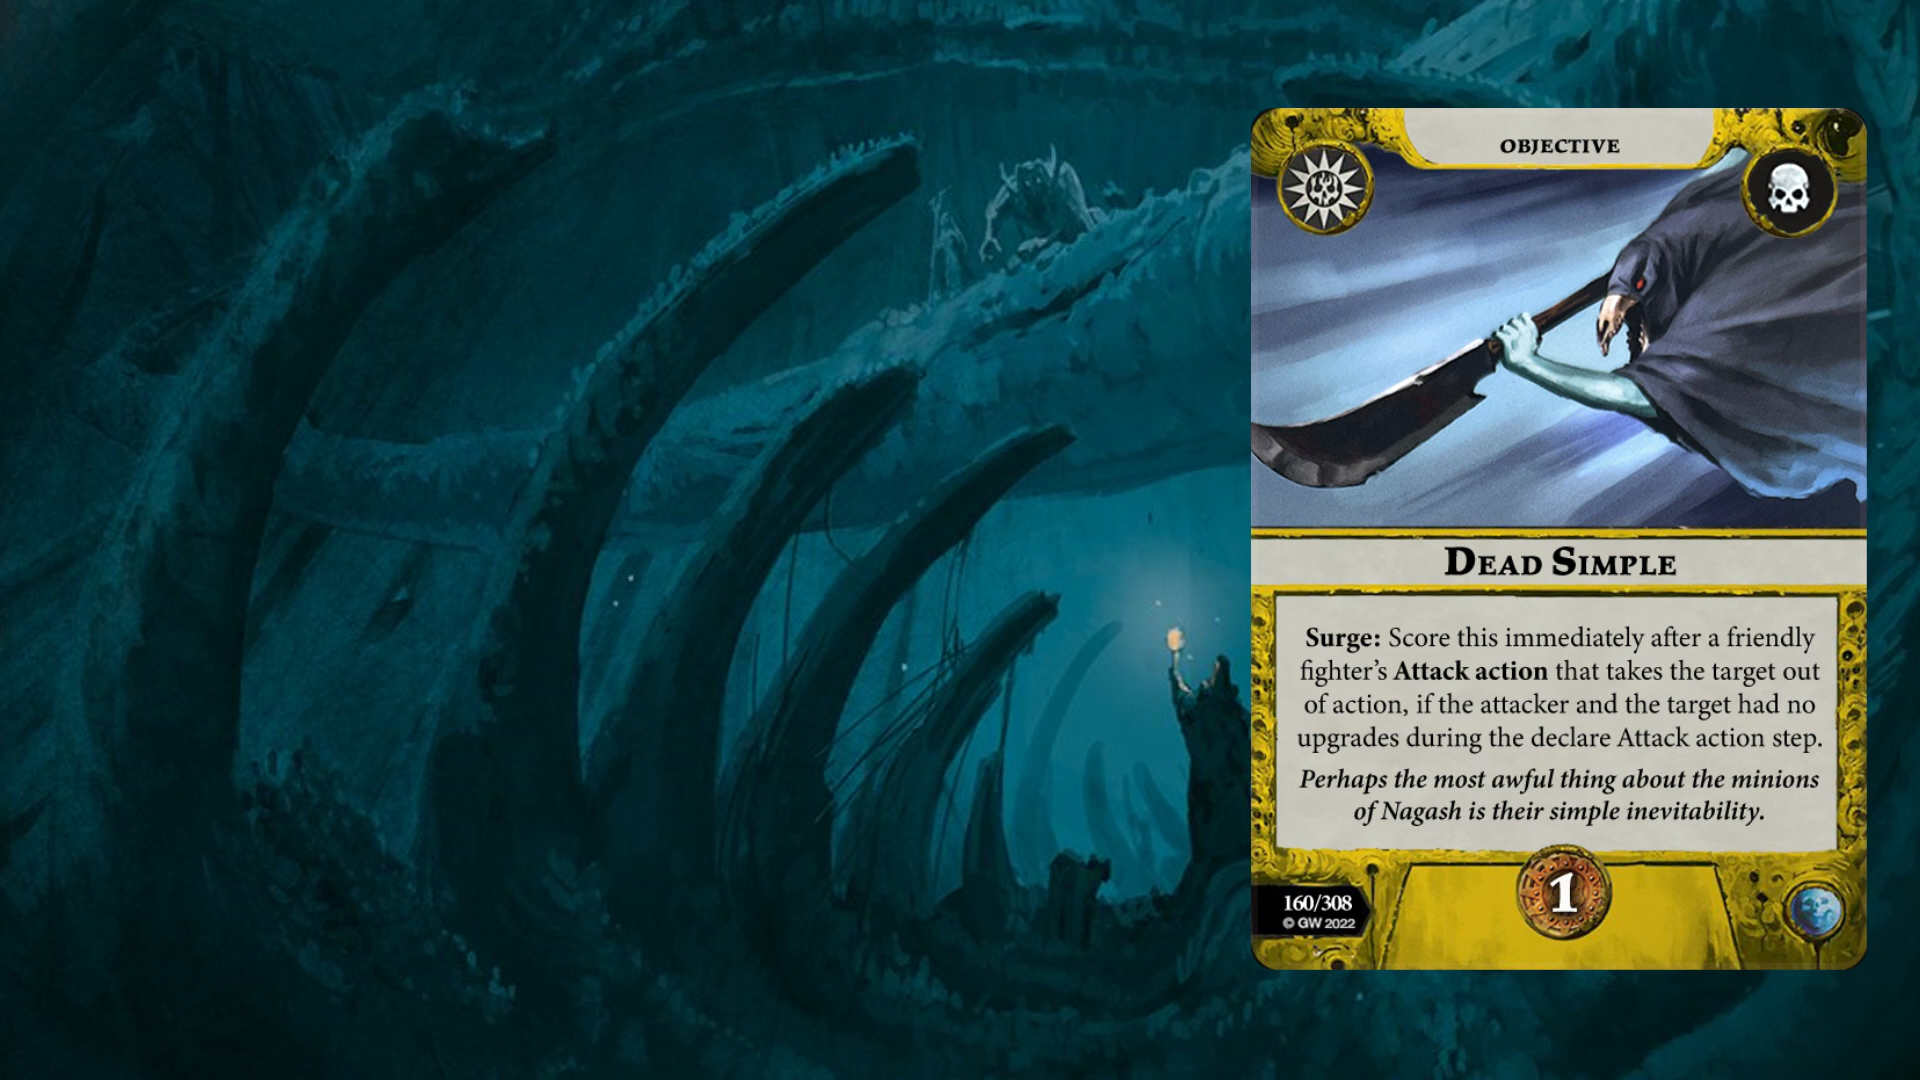 OBJECTIVE
Dead Simple
Surge: Score this immediately after a friendly
fighter's Attack action that takes the target out
of action, if the attacker and the target had no
upgrades during the declare Attack action step.
Perhaps the most awful thing about the minions
of Nagash is their simple inevitability.
1
160/308
© GW 2022